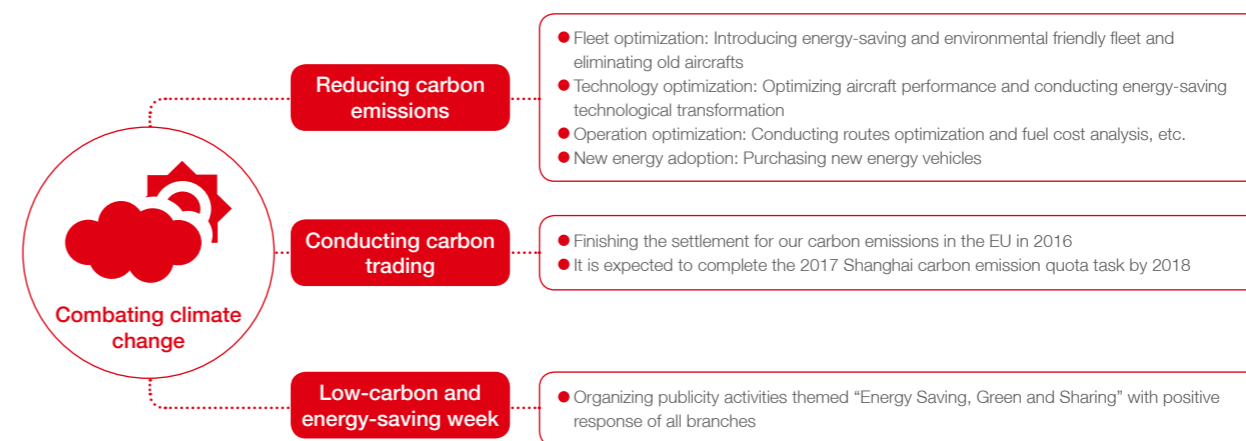 Combating climate
change
Reducing carbon
emissions
● Fleet optimization: Introducing energy-saving and environmental friendly fleet and
eliminating old aircrafts
● Technology optimization: Optimizing aircraft performance and conducting energy-saving
technological transformation
● Operation optimization: Conducting routes optimization and fuel cost analysis, etc.
● New energy adoption: Purchasing new energy vehicles
Conducting carbon
trading
● Finishing the settlement for our carbon emissions in the EU in 2016
● It is expected to complete the 2017 Shanghai carbon emission quota task by 2018
Low-carbon and
energy-saving week
● Organizing publicity activities themed “Energy Saving, Green and Sharing” with positive
response of all branches